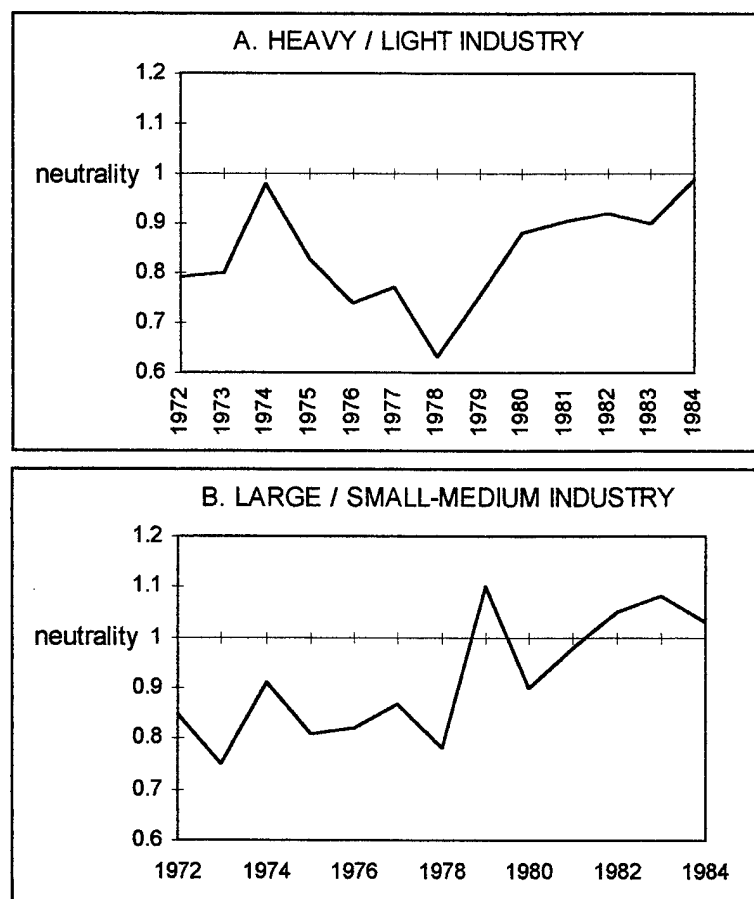 A. HEAVY / LIGHT INDUSTRY
1.2
1.1
neutrality 1
0.9
0.8
0.7
0.6
1972 1973 1974 1975 1976 1977 1978 1979 1980 1981 1982 1983 1984
B. LARGE / SMALL-MEDIUM INDUSTRY
1.2
1.1
neutrality 1
0.9
0.8
0.7
0.6
1972 1974 1976 1978 1980 1982 1984